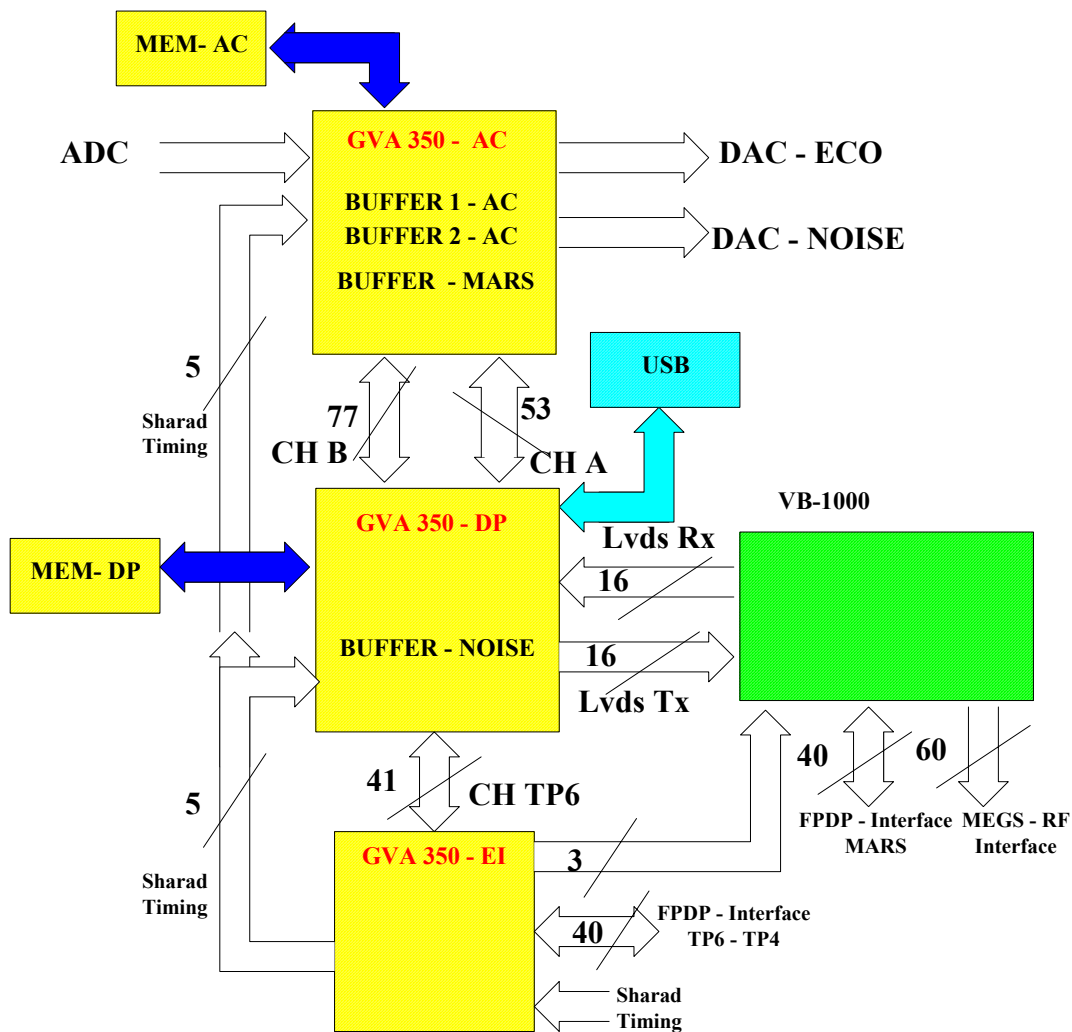 MEM- AC
GVA 350 - AC
ADC
DAC - ECO
BUFFER 1 - AC
BUFFER 2 - AC
DAC - NOISE
BUFFER - MARS
5
Sharad
Timing
USB
77
CH B
53
CH A
VB-1000
GVA 350 - DP
Lvds Rx
16
MEM- DP
BUFFER - NOISE
16
Lvds Tx
41
CH TP6
40
60
FPDP - Interface
MARS
MEGS - RF
Interface
5
Sharad
Timing
GVA 350 - EI
3
40
FPDP - Interface
TP6 - TP4
Sharad
Timing